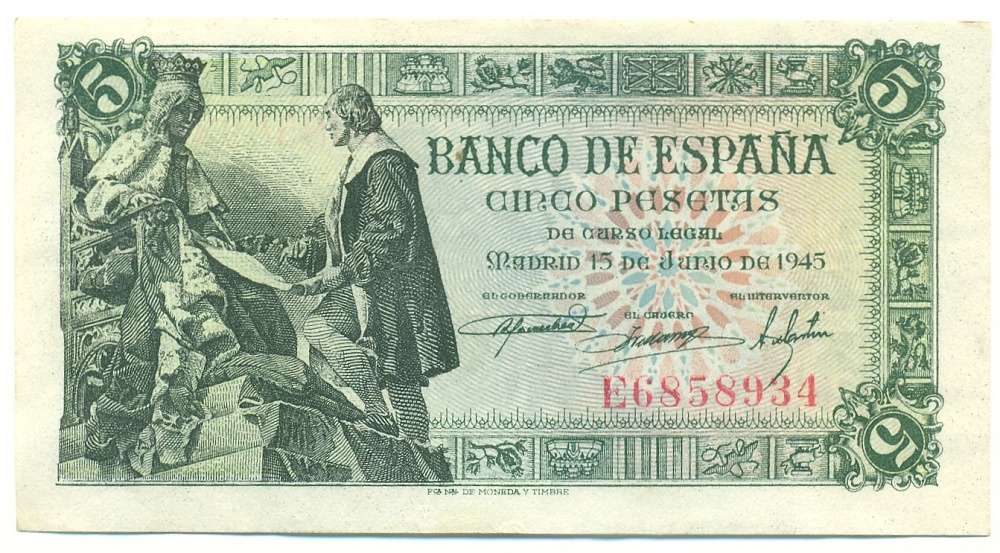 5 5
BANCO DE ESPAÑA
CINCO PESETAS
DE CURSO LEGAL
MADRID 15 DE JUNIO DE 1945
EL GOBERNADOR EL INTERVENTOR
EL CAJERO
E6858934
5
FCA. NAL. DE MONEDA Y TIMBRE